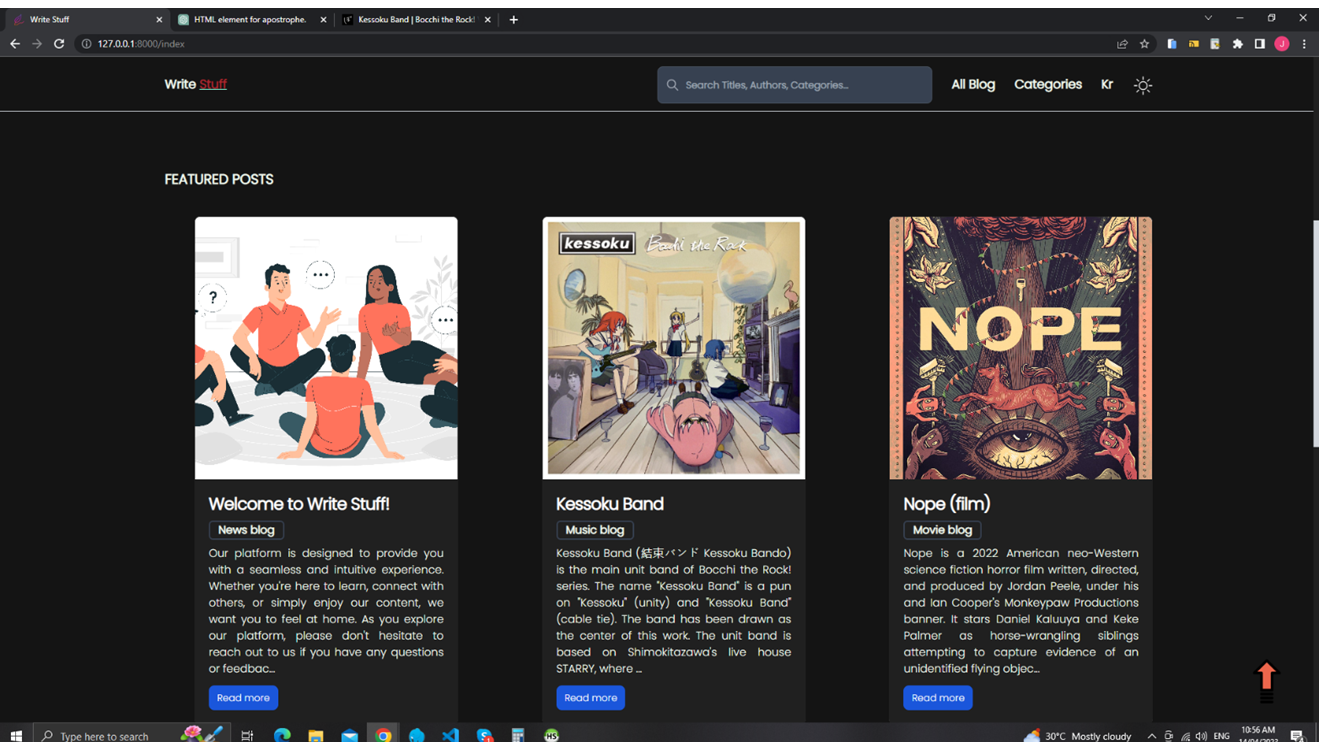 Write Stuff
HTML element for apostrophe.
Kessoku Band | Bocchi the Rock!
127.0.0.1:8000/index
J
Write Stuff
Search Titles, Authors, Categories...
All Blog
Categories
Kr
FEATURED POSTS
?
kessoku
Bocchi the Rock
NOPE
Welcome to Write Stuff!
News blog
Our platform is designed to provide you
with a seamless and intuitive experience.
Whether you're here to learn, connect with
others, or simply enjoy our content, we
want you to feel at home. As you explore
our platform, please don't hesitate to
reach out to us if you have any questions
or feedbac...
Read more
Kessoku Band
Music blog
Kessoku Band (結束バンド Kessoku Bando)
is the main unit band of Bocchi the Rock!
series. The name "Kessoku Band" is a pun
on "Kessoku" (unity) and "Kessoku Band"
(cable tie). The band has been drawn as
the center of this work. The unit band is
based on Shimokitazawa's live house
STARRY, where ...
Read more
Nope (film)
Movie blog
Nope is a 2022 American neo-Western
science fiction horror film written, directed,
and produced by Jordan Peele, under his
and Ian Cooper's Monkeypaw Productions
banner. It stars Daniel Kaluuya and Keke
Palmer as horse-wrangling siblings
attempting to capture evidence of an
unidentified flying objec...
Read more
Type here to search
HS
30°C Mostly cloudy
ENG
10:56 AM
14/04/2023